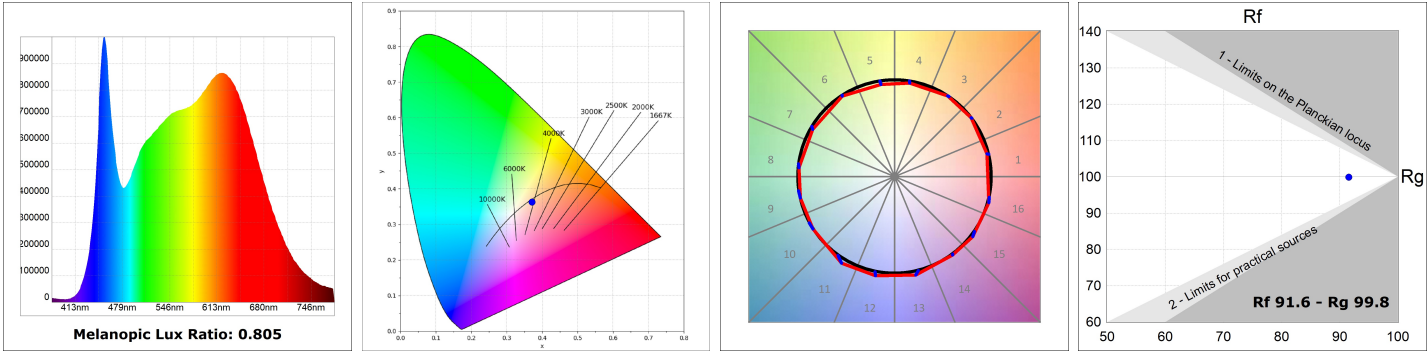 900000
800000
700000
600000
500000
400000
300000
200000
100000
0
413nm 479nm 546nm 613nm 680nm 746nm
Melanopic Lux Ratio: 0.805
0.9
0.8
0.7
0.6
0.5
0.4
0.3
0.2
0.1
0.0
y
0.0 0.1 0.2 0.3 0.4 0.5 0.6 0.7 0.8
x
1667K
2000K
2500K
3000K
4000K
6000K
10000K
1
2
3
4
5
6
7
8
9
10
11
12
13
14
15
16
Rf
140
130
120
110
100
90
80
70
60
Rg
1 - Limits on the Planckian locus
2 - Limits for practical sources
Rf 91.6 - Rg 99.8
50 60 70 80 90 100